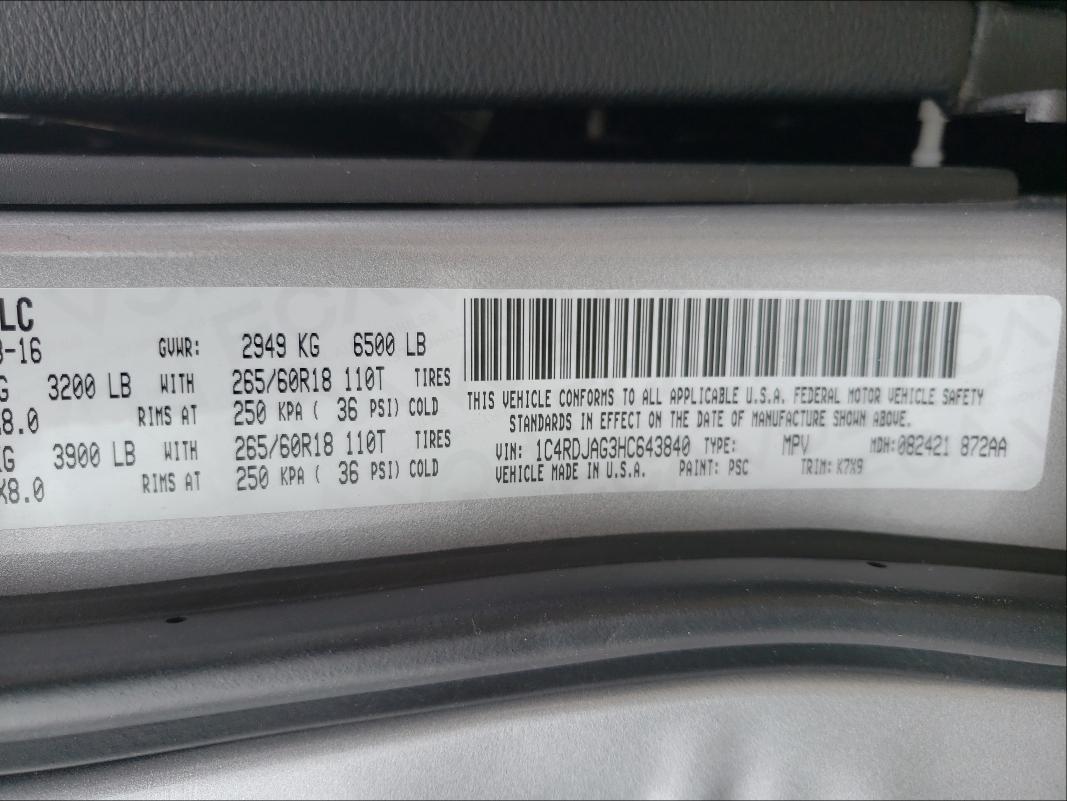 LC
-16
GVWR: 2949 KG 6500 LB
3200 LB WITH 265/60R18 110T TIRES
X8.0 RIMS AT 250 KPA ( 36 PSI) COLD
KG 3900 LB WITH 265/60R18 110T TIRES
X8.0 RIMS AT 250 KPA ( 36 PSI) COLD
THIS VEHICLE CONFORMS TO ALL APPLICABLE U.S.A. FEDERAL MOTOR VEHICLE SAFETY
STANDARDS IN EFFECT ON THE DATE OF MANUFACTURE SHOWN ABOVE.
VIN: 1C4RDJAG3HC643840 TYPE: MPV MDH:082421 872AA
VEHICLE MADE IN U.S.A. PAINT: PSC TRIM: K7X9